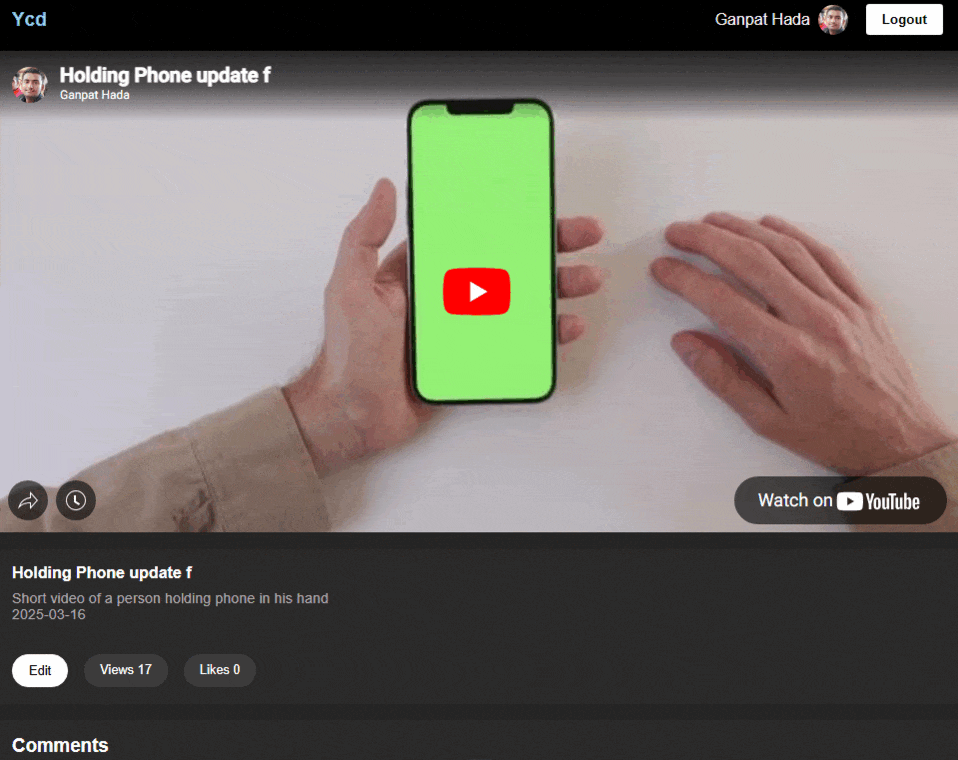 Ycd
Ganpat Hada
Logout
Holding Phone update f
Ganpat Hada
Watch on YouTube
Holding Phone update f
Short video of a person holding phone in his hand
2025-03-16
Edit
Views 17
Likes 0
Comments